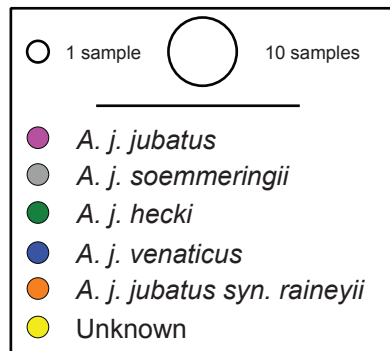 1 sample 10 samples
A. j. jubatus
A. j. soemmeringii
A. j. hecki
A. j. venaticus
A. j. jubatus syn. raineyii
Unknown